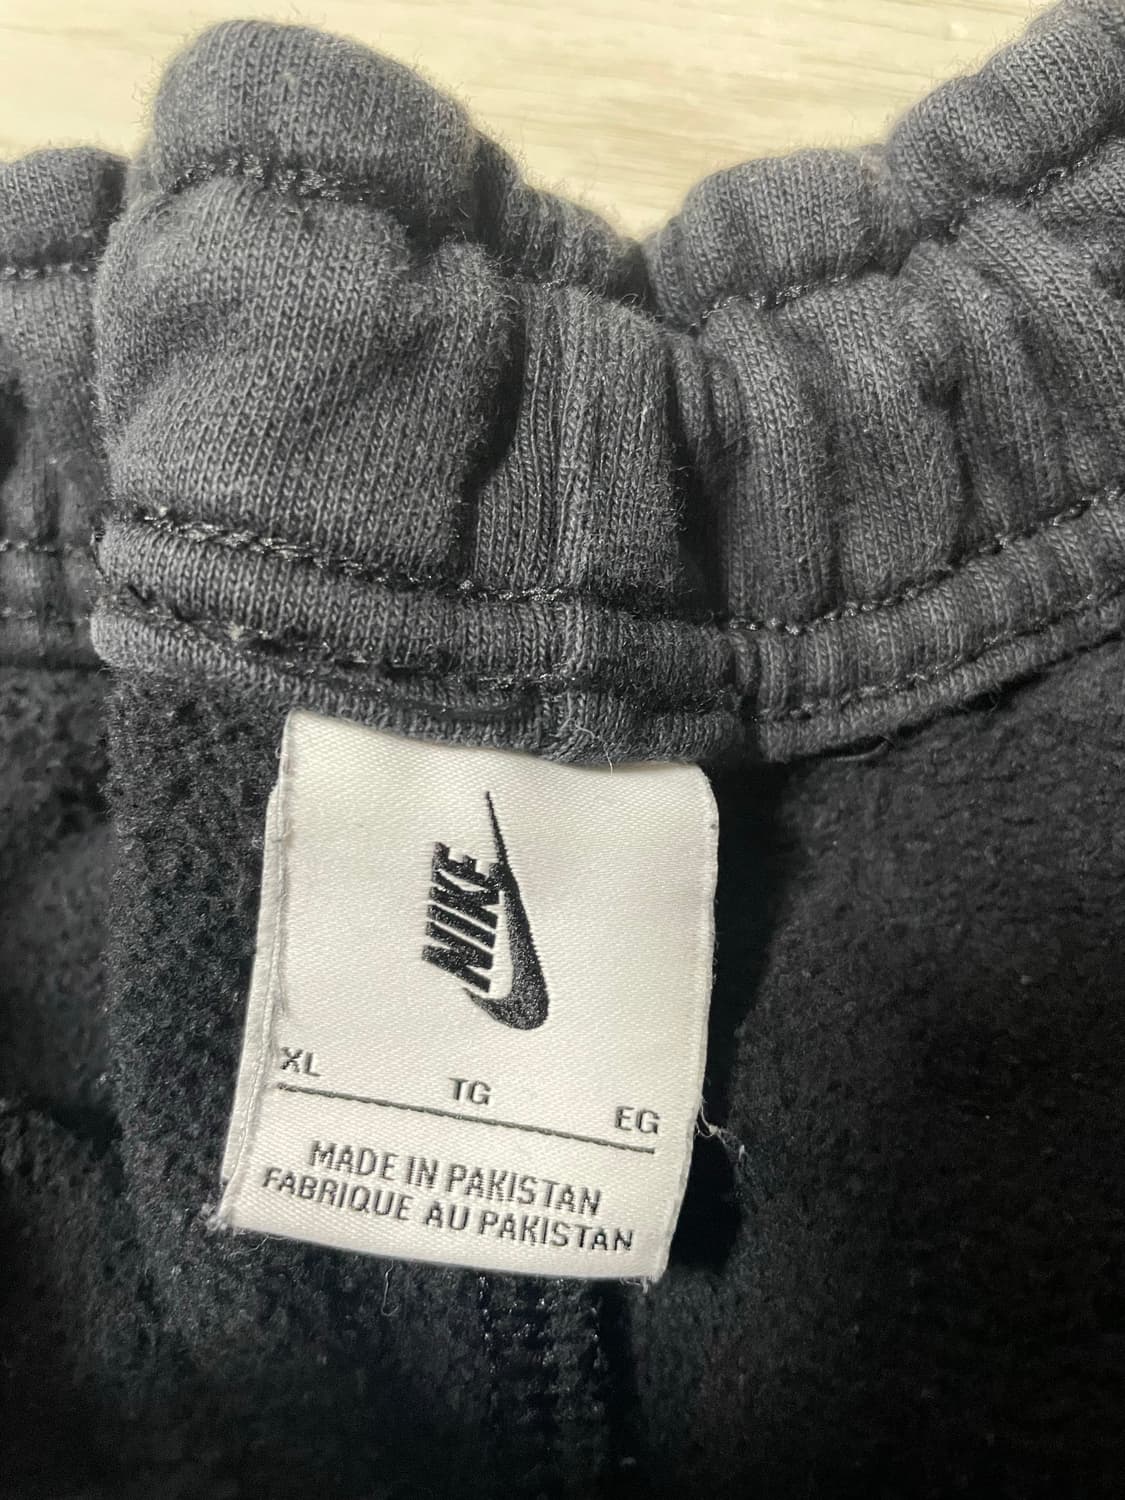 NIKE
XL TG EG
MADE IN PAKISTAN
FABRIQUE AU PAKISTAN